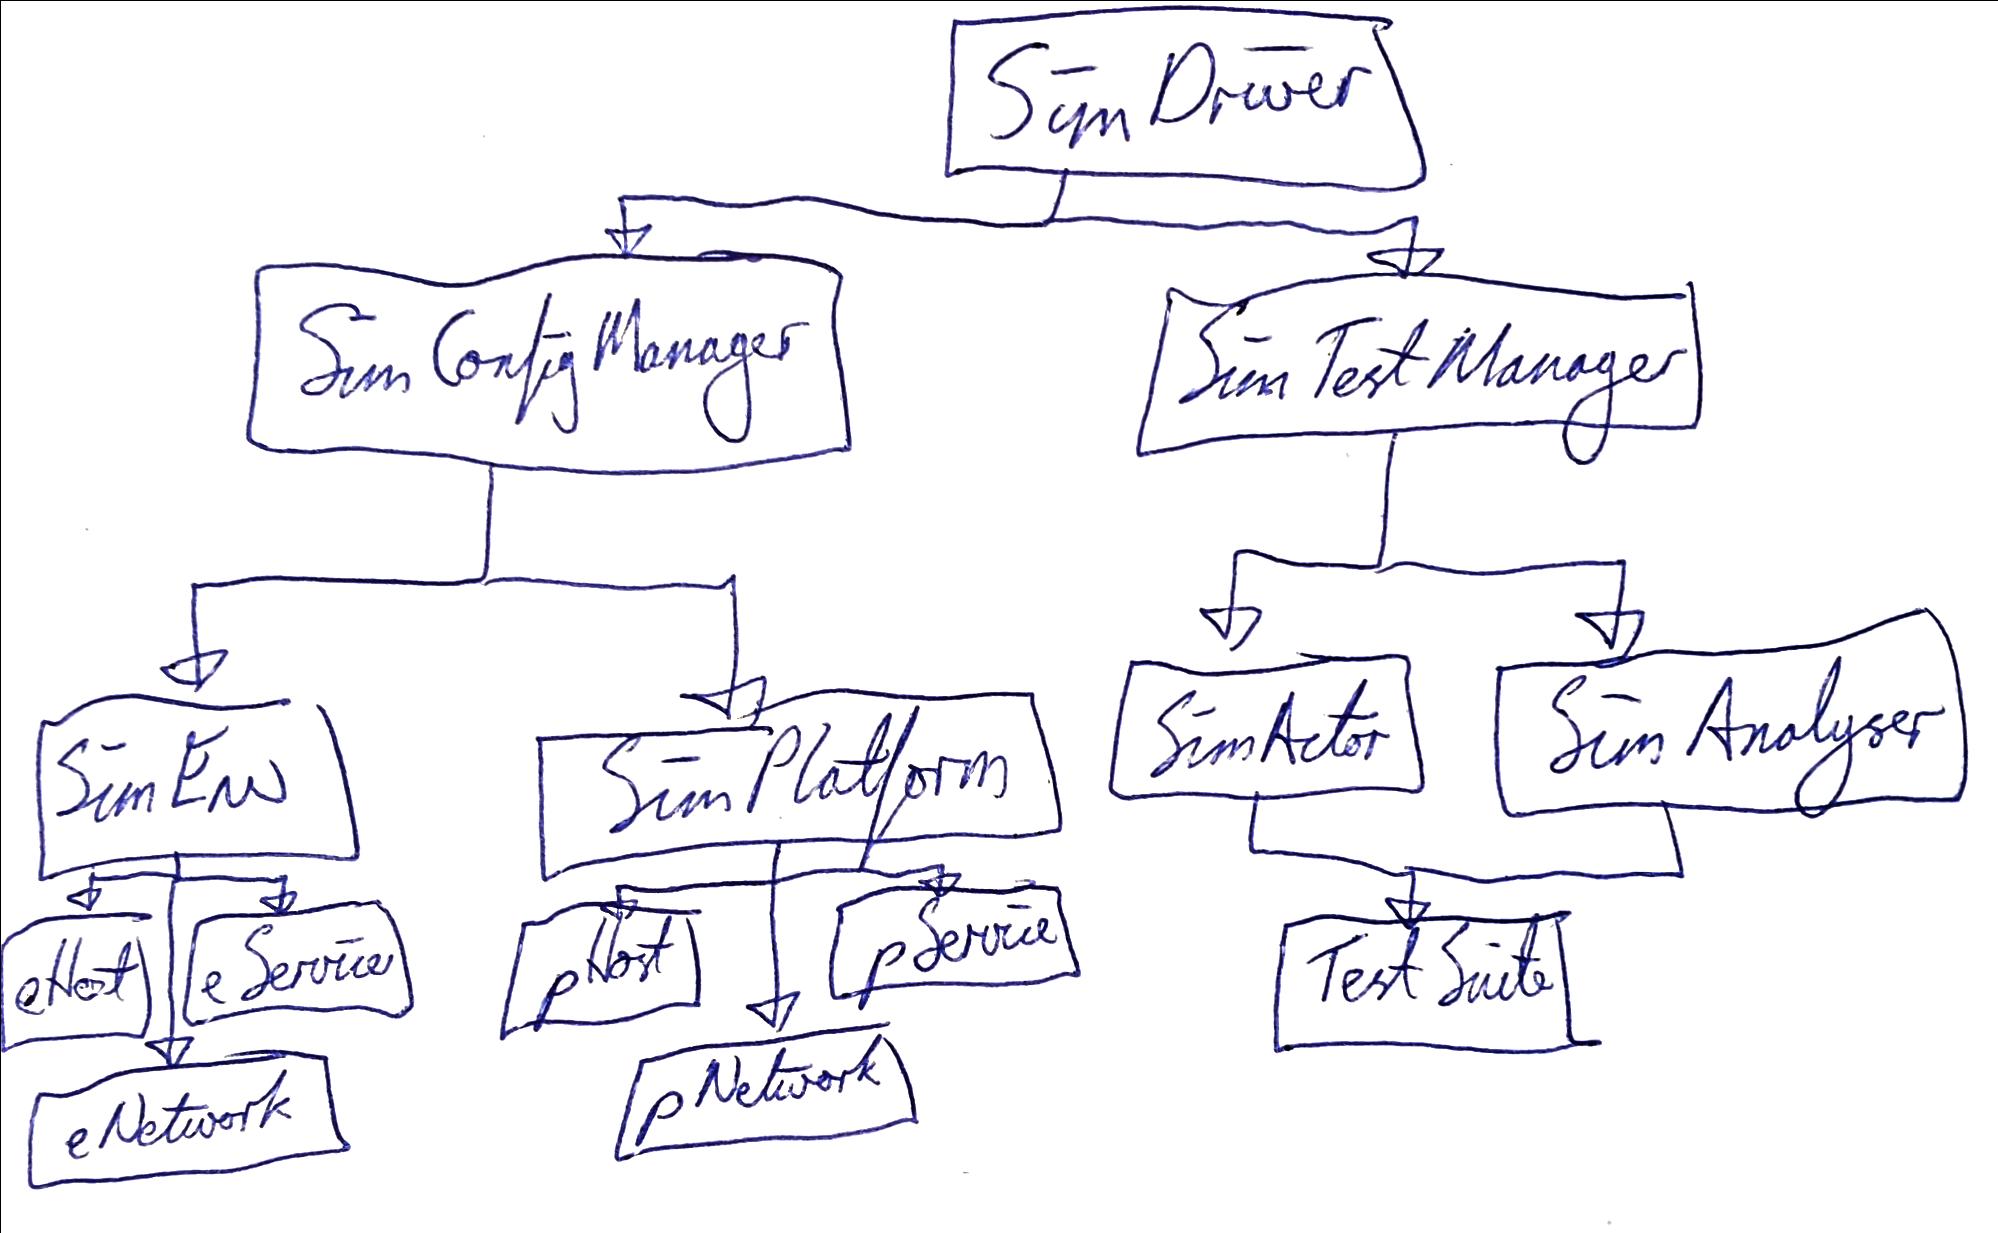 Sim Driver
Sim Config Manager
Sim Test Manager
Sim Env
Sim Platform
Sim Actor
Sim Analyser
eHost
eService
pHost
pService
Test Suite
eNetwork
pNetwork